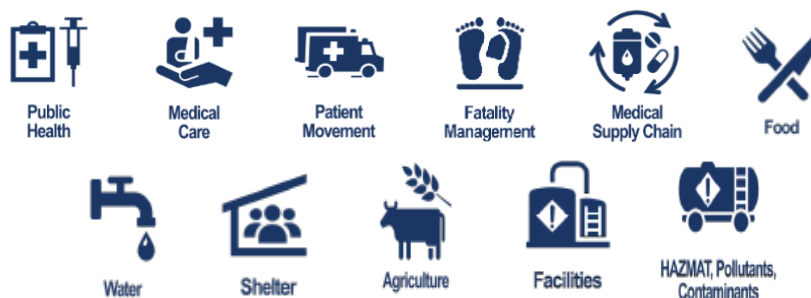 Public
Health
Medical
Care
Patient
Movement
Fatality
Management
Medical
Supply Chain
Food
Water
Shelter
Agriculture
Facilities
HAZMAT, Pollutants,
Contaminants